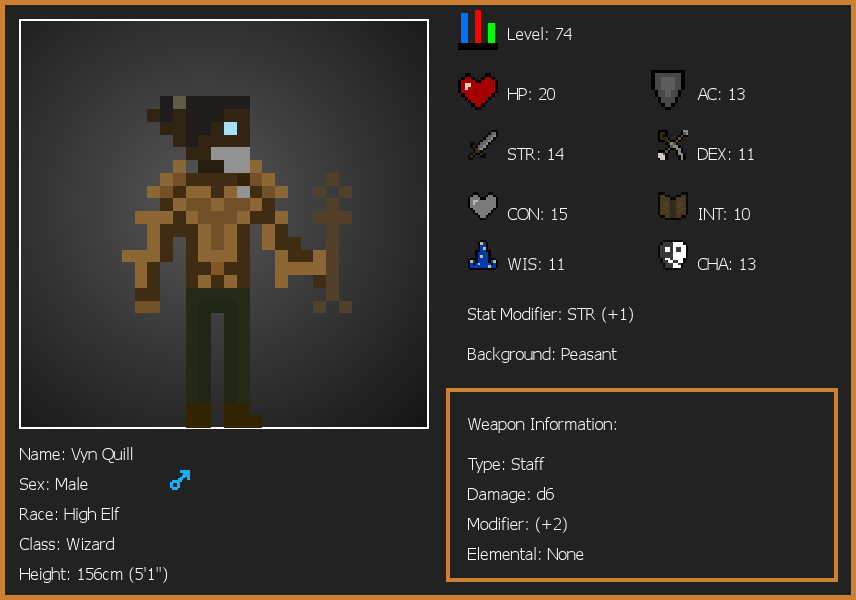 Level: 74
HP: 20
AC: 13
STR: 14
DEX: 11
CON: 15
INT: 10
WIS: 11
CHA: 13
Stat Modifier: STR (+1)
Background: Peasant
Weapon Information:
Type: Staff
Damage: d6
Modifier: (+2)
Elemental: None
Name: Vyn Quill
Sex: Male
Race: High Elf
Class: Wizard
Height: 156cm (5'1")